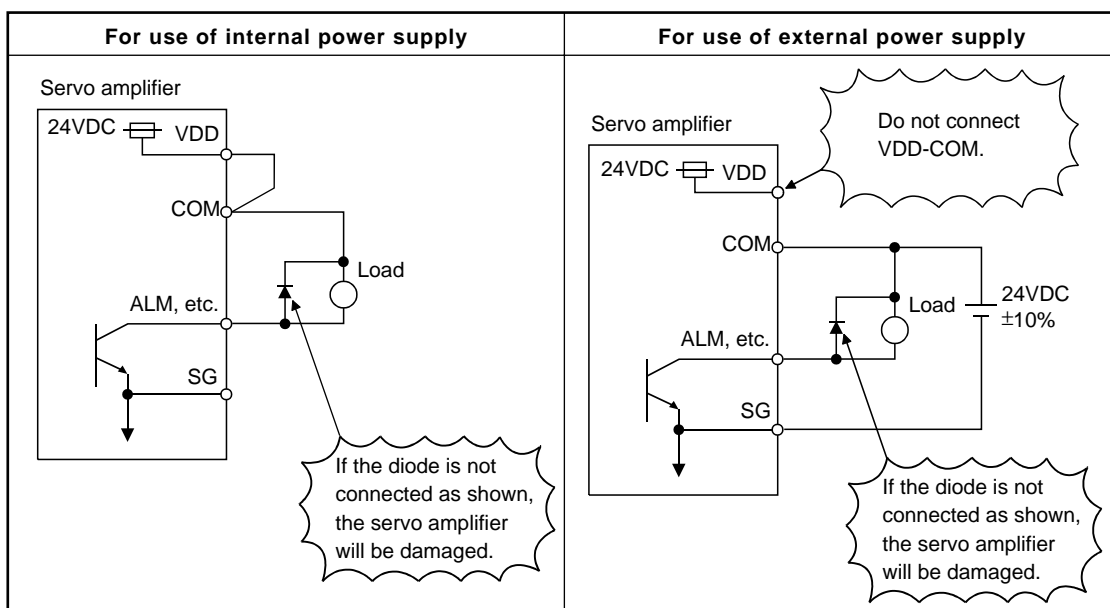 For use of internal power supply
Servo amplifier
24VDC
VDD
COM
Load
ALM, etc.
SG
If the diode is not
connected as shown,
the servo amplifier
will be damaged.
For use of external power supply
Do not connect
VDD-COM.
Servo amplifier
24VDC
VDD
COM
Load
24VDC
±10%
ALM, etc.
SG
If the diode is not
connected as shown,
the servo amplifier
will be damaged.